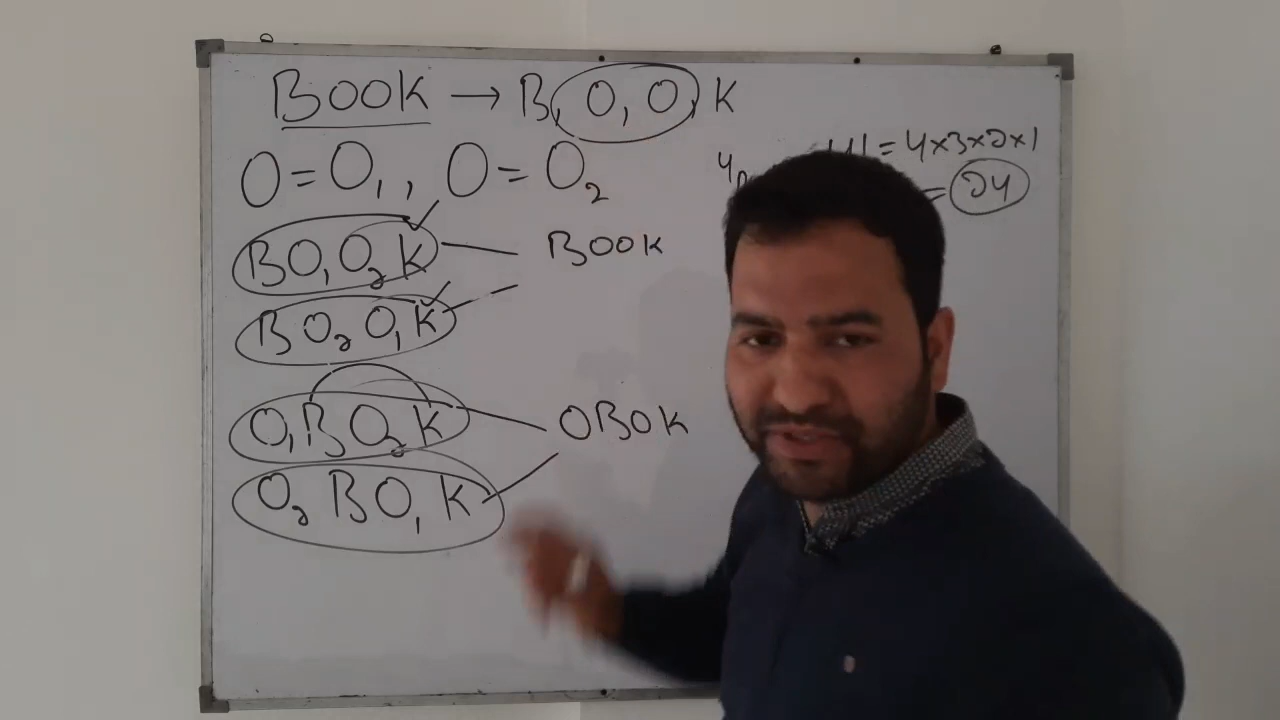 BOOK → B, O, O, K
4! = 4×3×2×1
= 24
O = O₁, O = O₂
BO₁O₂K
BOOK
BO₂O₁K
O₁BO₂K
OBOK
O₂BO₁K